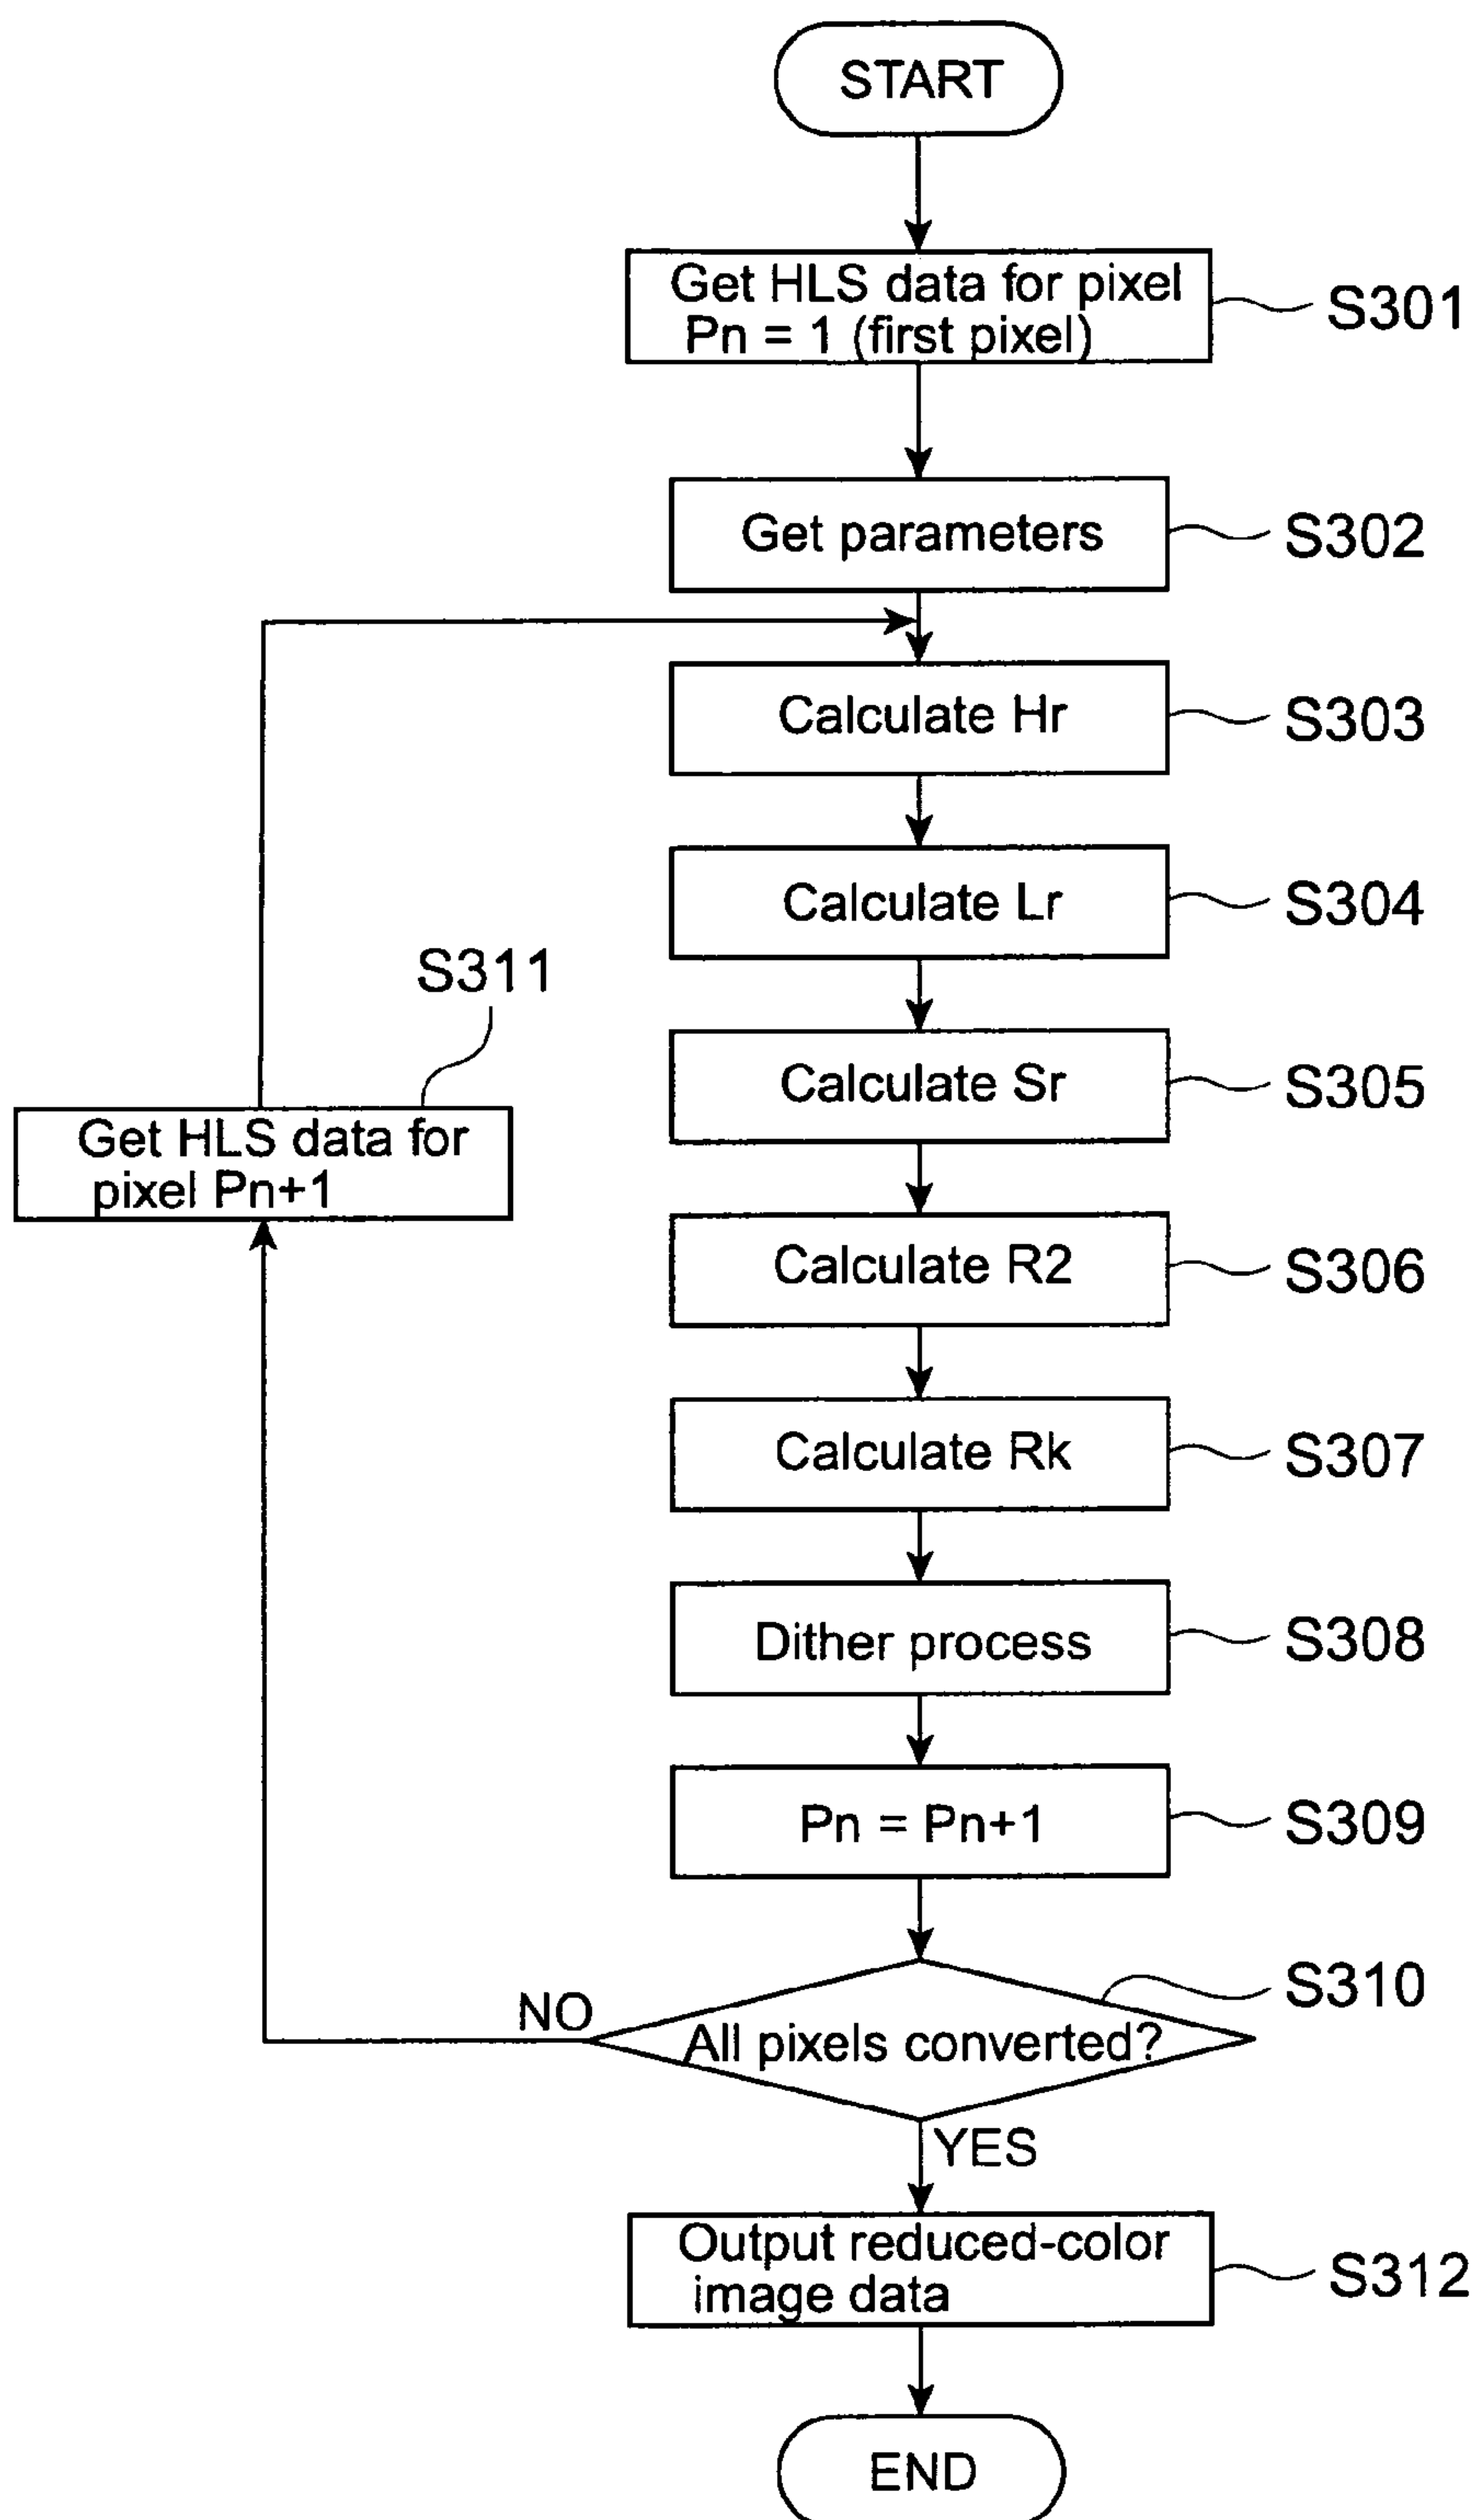 START
Get HLS data for pixel
Pn = 1 (first pixel)
S301
Get parameters
S302
Calculate Hr
S303
Calculate Lr
S304
S311
Calculate Sr
S305
Get HLS data for
pixel Pn+1
Calculate R2
S306
Calculate Rk
S307
Dither process
S308
Pn = Pn+1
S309
S310
NO
All pixels converted?
YES
Output reduced-color
image data
S312
END